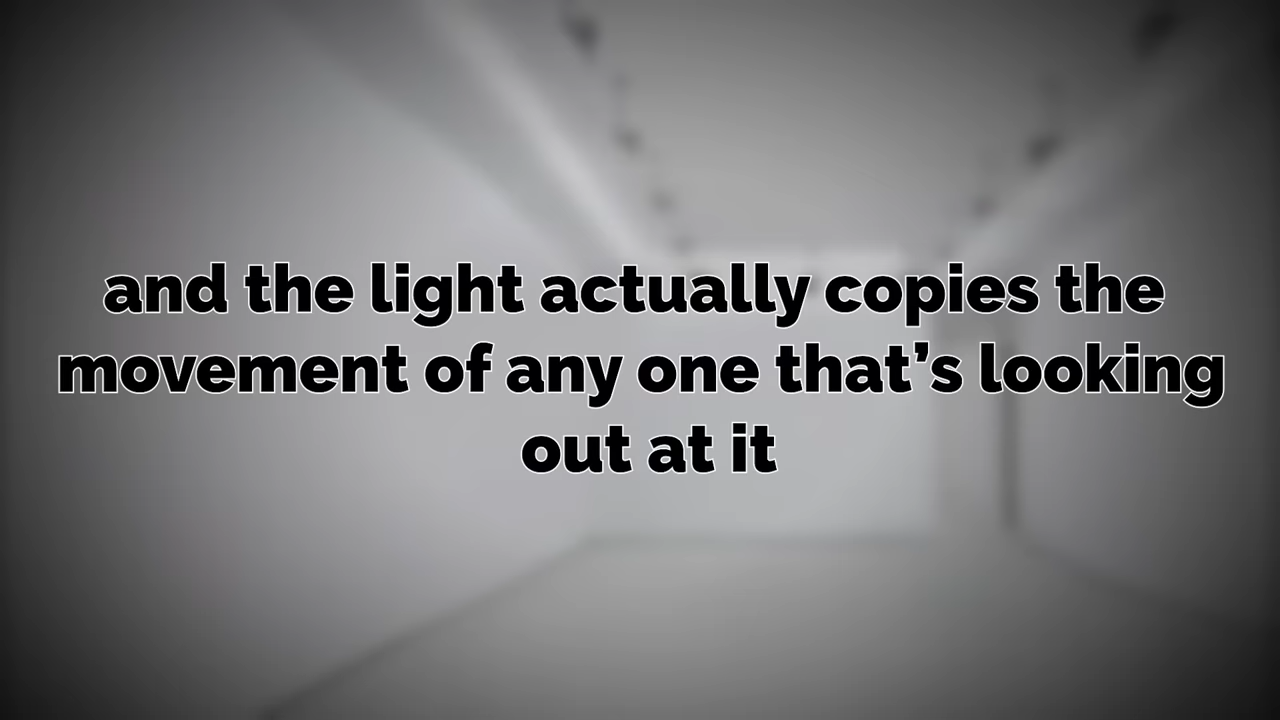 and the light actually copies the
movement of any one that’s looking
out at it